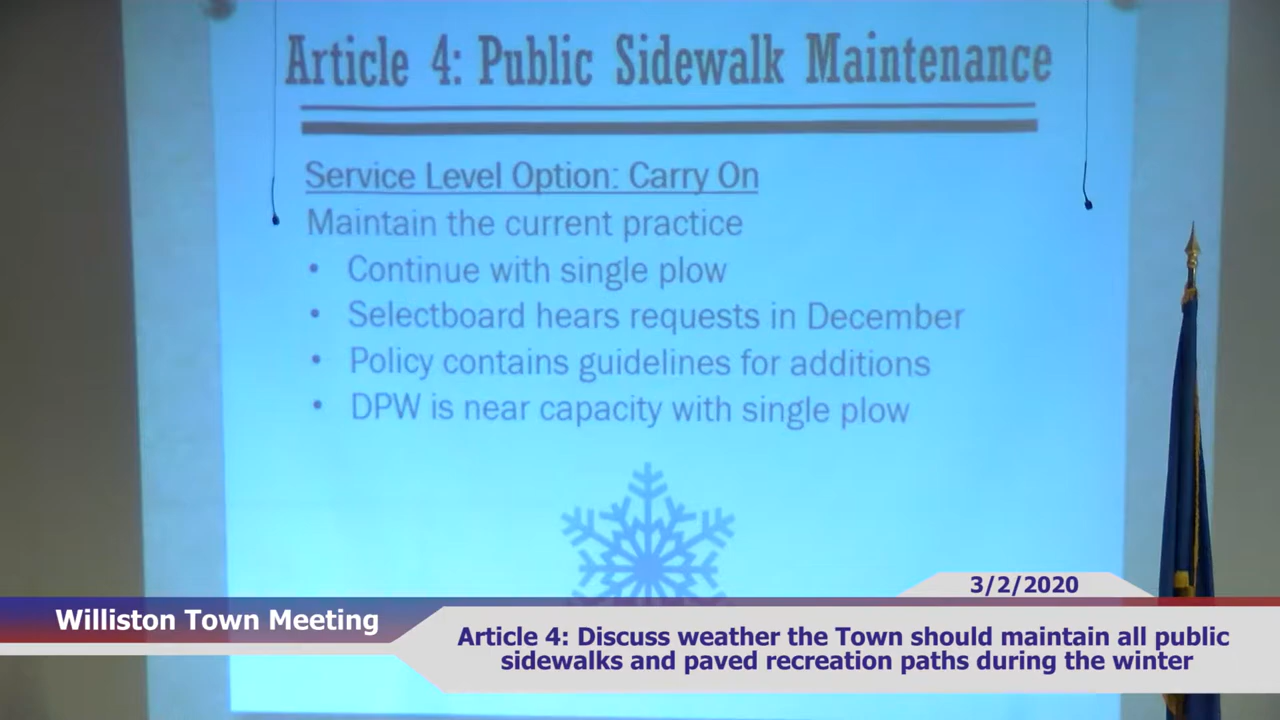 Article 4: Public Sidewalk Maintenance
Service Level Option: Carry On
Maintain the current practice
• Continue with single plow
• Selectboard hears requests in December
• Policy contains guidelines for additions
• DPW is near capacity with single plow
3/2/2020
Williston Town Meeting
Article 4: Discuss weather the Town should maintain all public
sidewalks and paved recreation paths during the winter